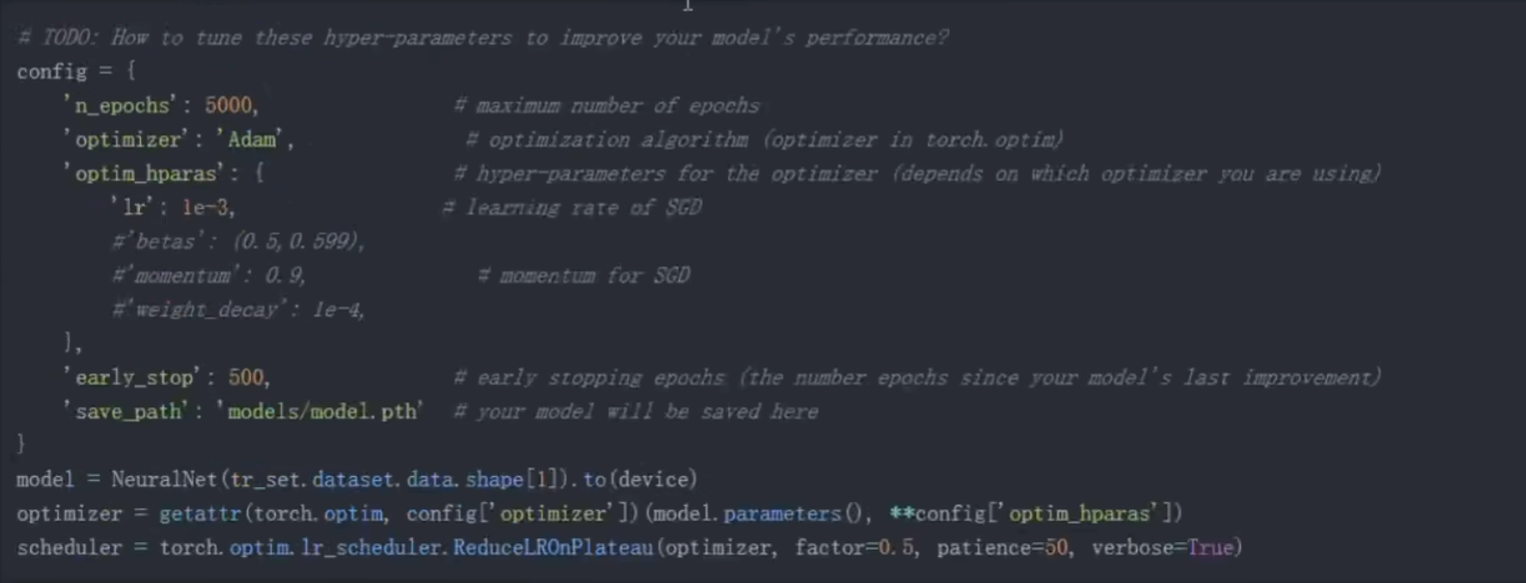 # TODO: How to tune these hyper-parameters to improve your model's performance?
config = {
    'n_epochs': 5000,                # maximum number of epochs
    'optimizer': 'Adam',              # optimization algorithm (optimizer in torch.optim)
    'optim_hparas': {                # hyper-parameters for the optimizer (depends on which optimizer you are using)
        'lr': 1e-3,                 # learning rate of SGD
        #'betas': (0.5,0.599),
        #'momentum': 0.9,              # momentum for SGD
        #'weight_decay': 1e-4,
    },
    'early_stop': 500,               # early stopping epochs (the number epochs since your model's last improvement)
    'save_path': 'models/model.pth'  # your model will be saved here
}
model = NeuralNet(tr_set.dataset.data.shape[1]).to(device)
optimizer = getattr(torch.optim, config['optimizer'])(model.parameters(), **config['optim_hparas'])
scheduler = torch.optim.lr_scheduler.ReduceLROnPlateau(optimizer, factor=0.5, patience=50, verbose=True)